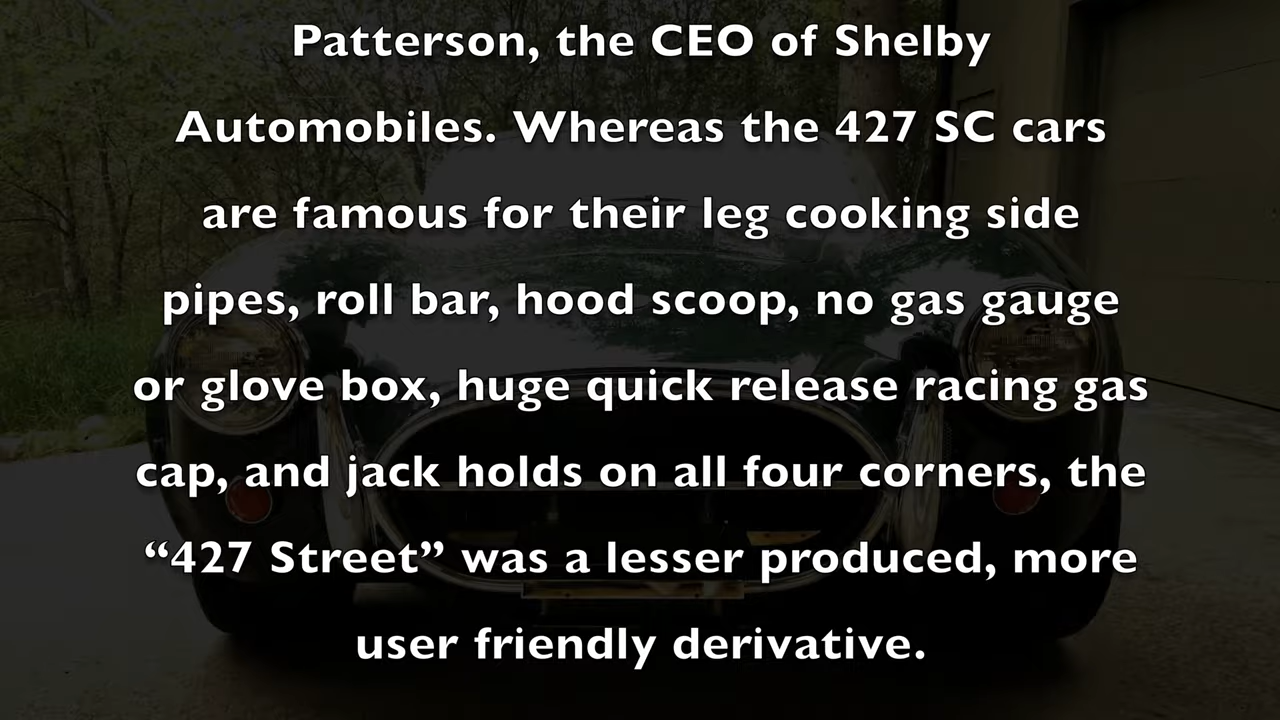 Patterson, the CEO of Shelby
Automobiles. Whereas the 427 SC cars
are famous for their leg cooking side
pipes, roll bar, hood scoop, no gas gauge
or glove box, huge quick release racing gas
cap, and jack holds on all four corners, the
“427 Street” was a lesser produced, more
user friendly derivative.